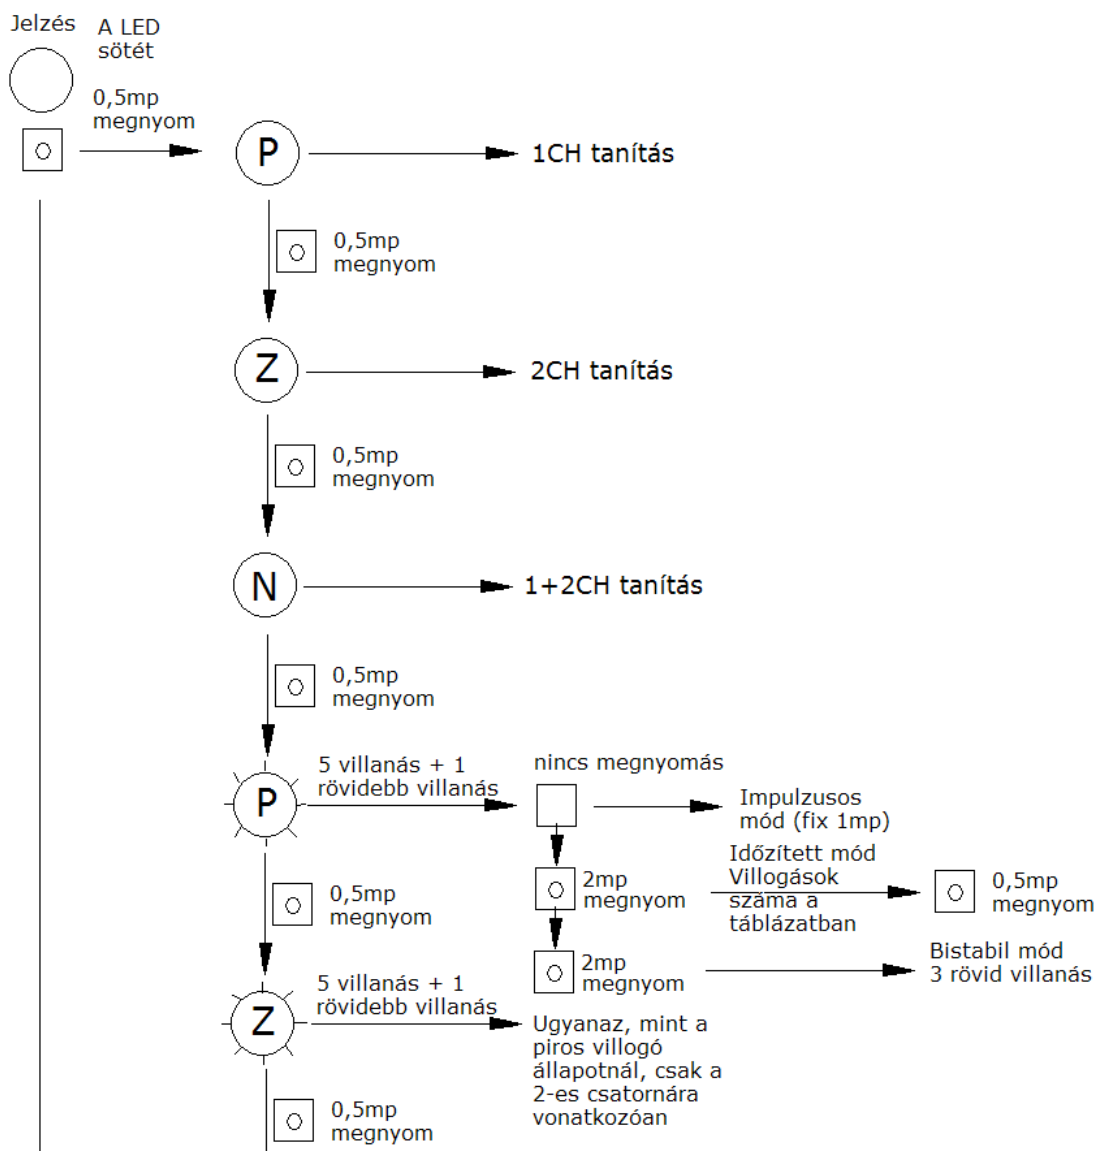 Jelzés
A LED
sötét
0,5mp
megnyom
P
1CH tanítás
0,5mp
megnyom
Z
2CH tanítás
0,5mp
megnyom
N
1+2CH tanítás
0,5mp
megnyom
P
5 villanás + 1
rövidebb villanás
nincs megnyomás
Impulzusos
mód (fix 1mp)
2mp
megnyom
Időzített mód
Villogások
száma a
táblázatban
0,5mp
megnyom
0,5mp
megnyom
2mp
megnyom
Bistabil mód
3 rövid villanás
Z
5 villanás + 1
rövidebb villanás
Ugyanaz, mint a
piros villogó
állapotnál, csak a
2-es csatornára
vonatkozóan
0,5mp
megnyom